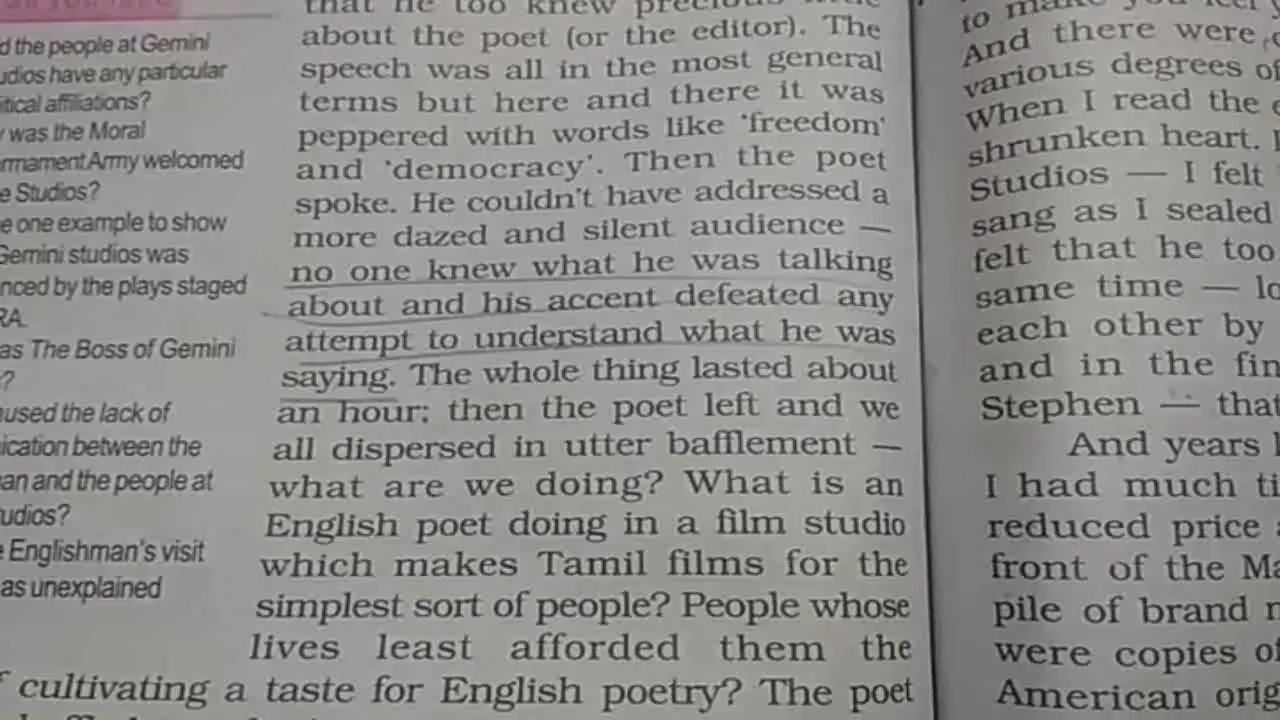 d the people at Gemini
udios have any particular
itical affiliations?
was the Moral
rmament Army welcomed
e Studios?
e one example to show
Gemini studios was
nced by the plays staged
RA.
as The Boss of Gemini
?
used the lack of
ication between the
an and the people at
udios?
e Englishman's visit
as unexplained
that he too knew precious little
about the poet (or the editor). The
speech was all in the most general
terms but here and there it was
peppered with words like 'freedom'
and 'democracy'. Then the poet
spoke. He couldn't have addressed a
more dazed and silent audience —
no one knew what he was talking
about and his accent defeated any
attempt to understand what he was
saying. The whole thing lasted about
an hour; then the poet left and we
all dispersed in utter bafflement —
what are we doing? What is an
English poet doing in a film studio
which makes Tamil films for the
simplest sort of people? People whose
lives least afforded them the
cultivating a taste for English poetry? The poet
to make you feel
And there were
various degrees of
When I read the
shrunken heart.
Studios — I felt
sang as I sealed
felt that he too
same time — lo
each other by
and in the fin
Stephen — that
And years
I had much ti
reduced price
front of the Ma
pile of brand
were copies of
American orig